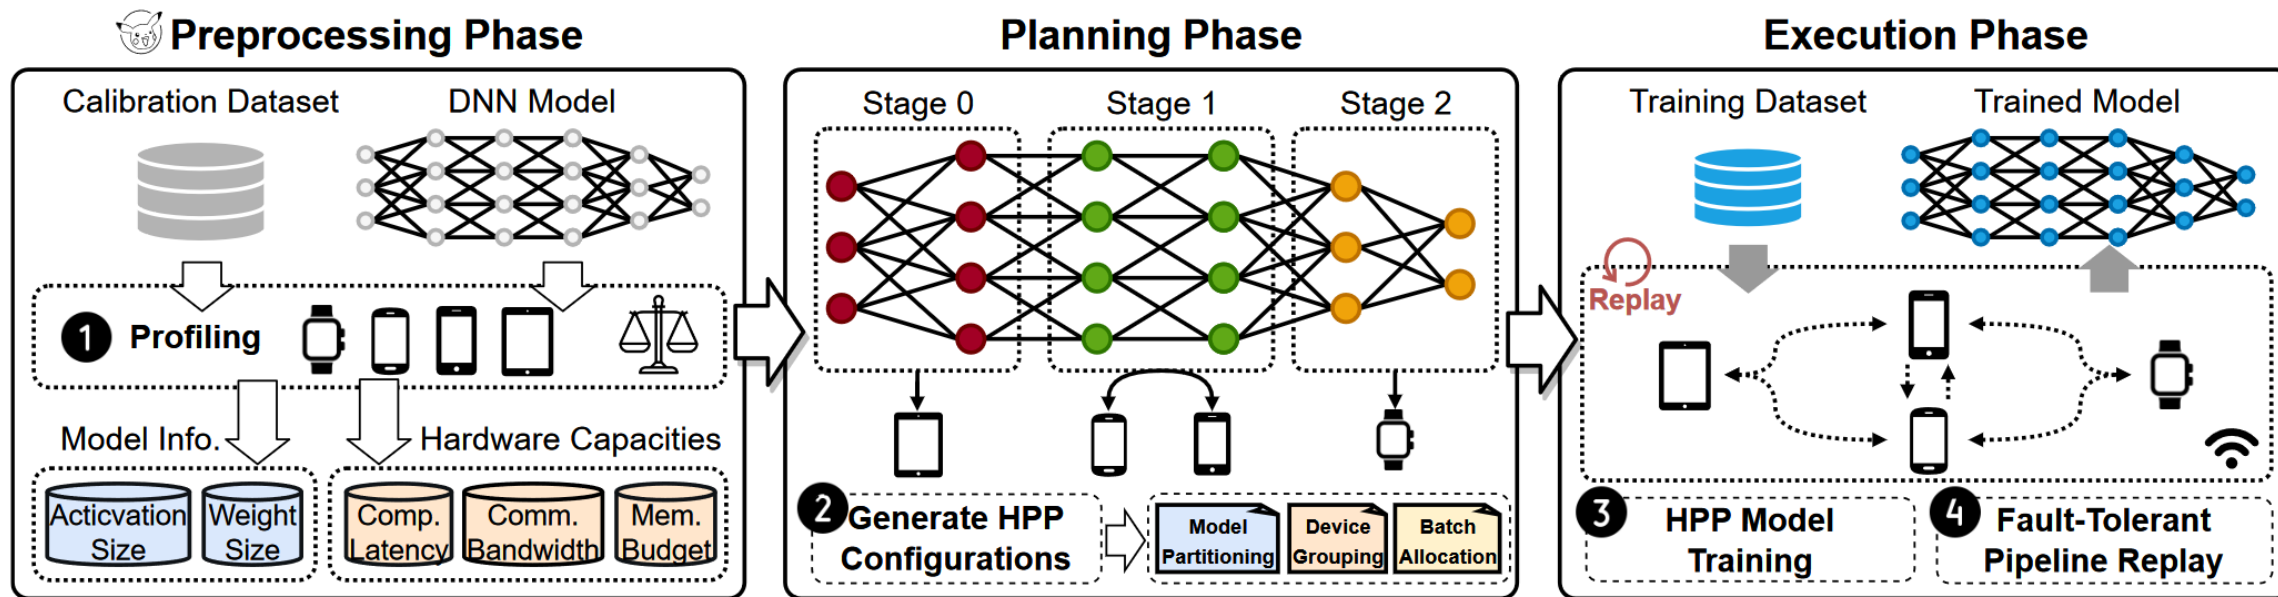 Preprocessing Phase
Calibration Dataset
DNN Model
1
Profiling
Model Info.
Hardware Capacities
Acticvation
Size
Weight
Size
Comp.
Latency
Comm.
Bandwidth
Mem.
Budget
Planning Phase
Stage 0
Stage 1
Stage 2
2
Generate HPP
Configurations
Model
Partitioning
Device
Grouping
Batch
Allocation
Execution Phase
Training Dataset
Trained Model
Replay
3
HPP Model
Training
4
Fault-Tolerant
Pipeline Replay